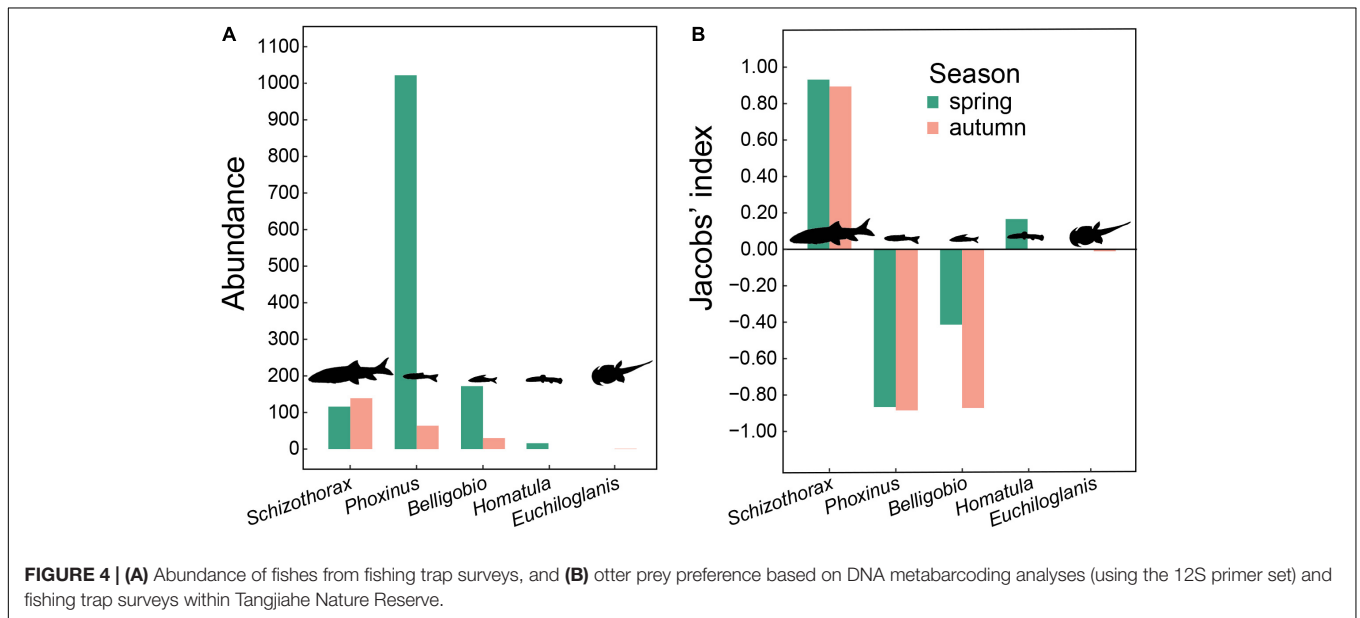 A
1100
1000
900
800
700
600
500
400
300
200
100
0
Abundance
Schizothorax
Phoxinus
Belligobio
Homatula
Euchiloglanis
B
1.00
0.80
0.60
0.40
0.20
0.00
−0.20
−0.40
−0.60
−0.80
−1.00
Jacobs' index
Season
spring
autumn
Schizothorax
Phoxinus
Belligobio
Homatula
Euchiloglanis
FIGURE 4 | (A) Abundance of fishes from fishing trap surveys, and (B) otter prey preference based on DNA metabarcoding analyses (using the 12S primer set) and
fishing trap surveys within Tangjiahe Nature Reserve.